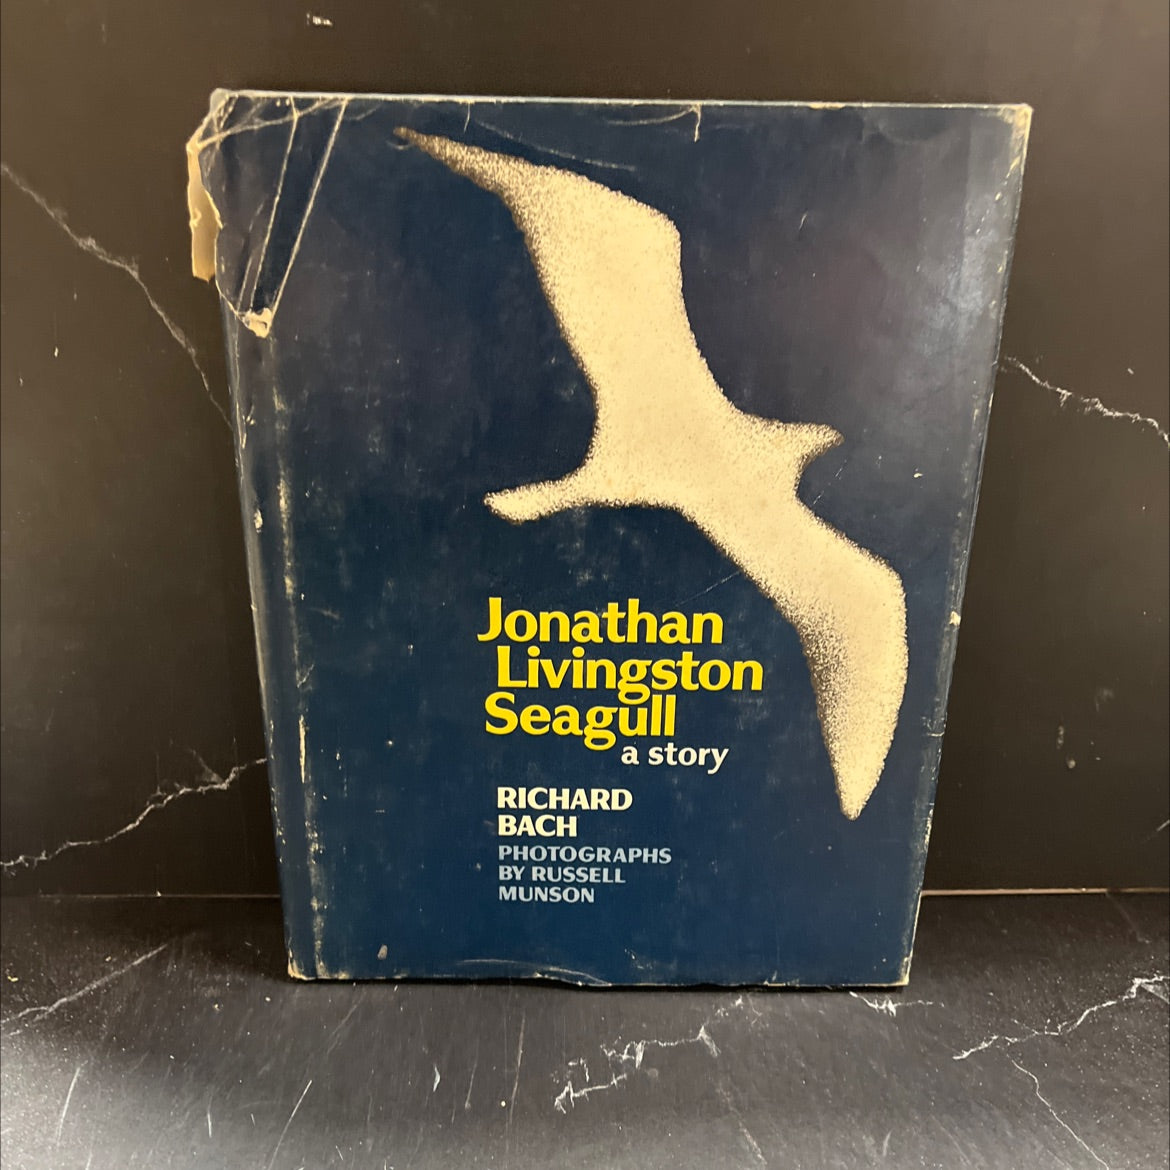 Jonathan
Livingston
Seagull
a story
RICHARD
BACH
PHOTOGRAPHS
BY RUSSELL
MUNSON